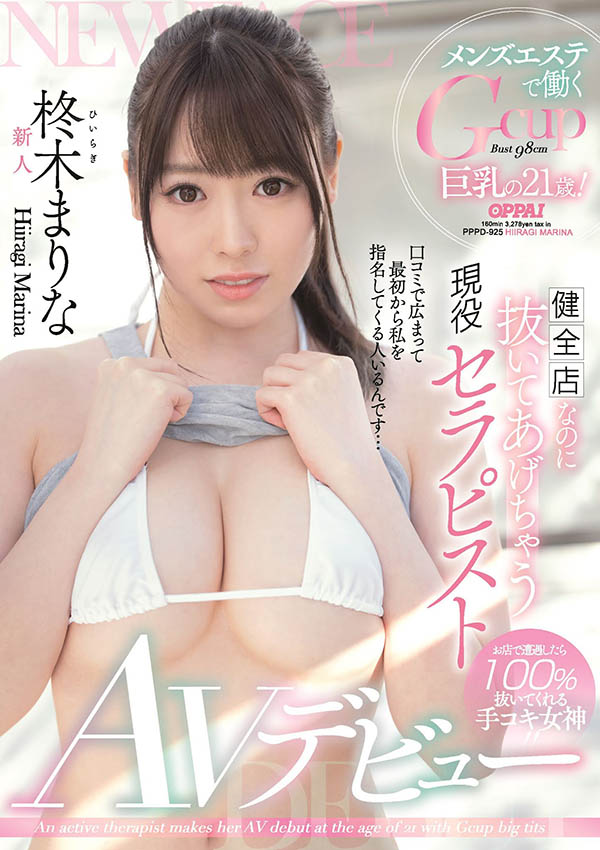 NEW FACE
メンズエステ
で働く
Gcup
Bust 98cm
巨乳の21歳!
OPPAI
160min 3,278yen tax in
PPPD-925 HIIRAGI MARINA
新人
ひいらぎ
柊木まりな
Hiiragi Marina
健全店なのに
抜いてあげちゃう
現役
セラピスト
口コミで広まって
最初から私を
指名してくる人いるんです…
お店で遭遇したら
100%
抜いてくれる
手コキ女神
!!
AVデビュー
DE
An active therapist makes her AV debut at the age of 21 with Gcup big tits